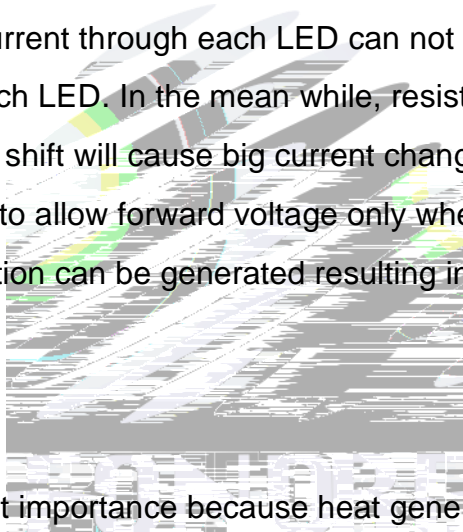 urrent through each LED can not
ch LED. In the mean while, resist
shift will cause big current chang
to allow forward voltage only whe
tion can be generated resulting in
t importance because heat gene